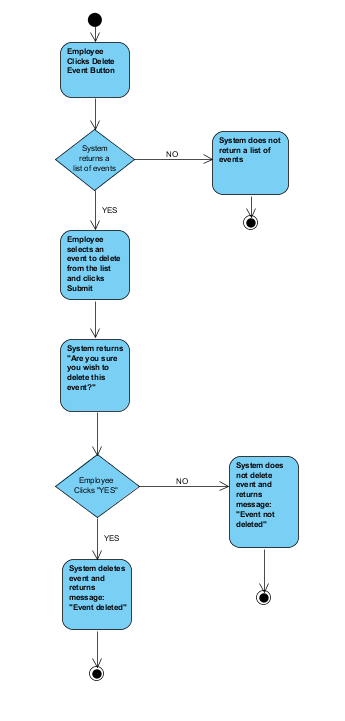 Employee
Clicks Delete
Event Button
System
returns a
list of events
NO
System does not
return a list of
events
YES
Employee
selects an
event to delete
from the list
and clicks
Submit
System returns
"Are you sure
you wish to
delete this
event?"
Employee
Clicks "YES"
NO
System does
not delete
event and
returns
message:
"Event not
deleted"
YES
System deletes
event and
returns
message:
"Event deleted"